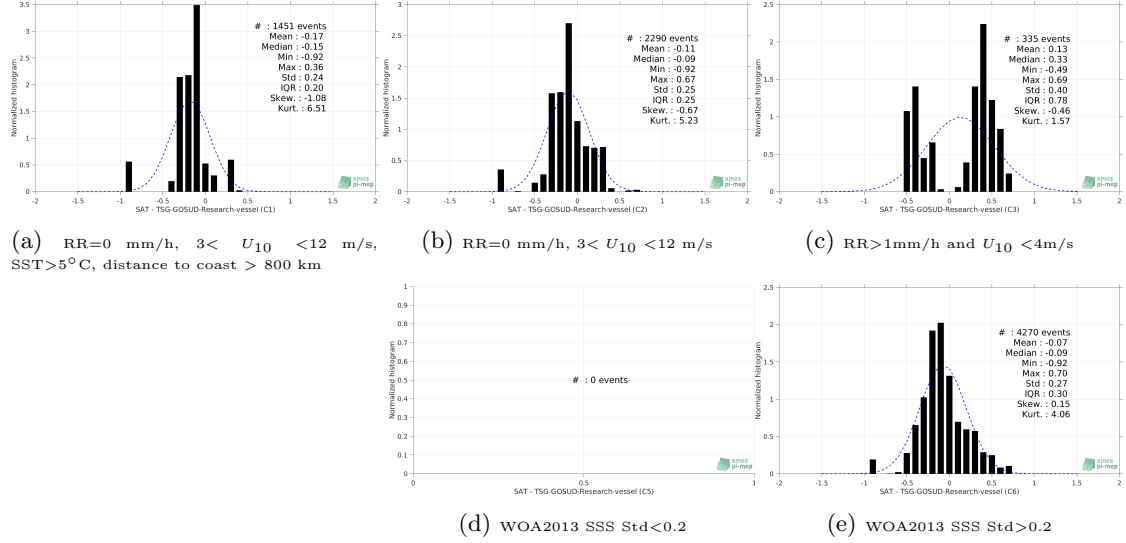 # : 1451 events
Mean : -0.17
Median : -0.15
Min : -0.92
Max : 0.36
Std : 0.24
IQR : 0.20
Skew. : -1.08
Kurt. : 6.51
Normalized histogram
3.5
3
2.5
2
1.5
1
0.5
0
-2 -1.5 -1 -0.5 0 0.5 1 1.5 2
SAT - TSG-GOSUD-Research-vessel (C1)
smos
pi-mep
(a) RR=0 mm/h, 3< U10 <12 m/s,
SST>5°C, distance to coast > 800 km
# : 2290 events
Mean : -0.11
Median : -0.09
Min : -0.92
Max : 0.67
Std : 0.25
IQR : 0.25
Skew. : -0.67
Kurt. : 5.23
Normalized histogram
3
2.5
2
1.5
1
0.5
0
-2 -1.5 -1 -0.5 0 0.5 1 1.5 2
SAT - TSG-GOSUD-Research-vessel (C2)
smos
pi-mep
(b) RR=0 mm/h, 3< U10 <12 m/s
# : 335 events
Mean : 0.13
Median : 0.33
Min : -0.49
Max : 0.69
Std : 0.40
IQR : 0.78
Skew. : -0.46
Kurt. : 1.57
Normalized histogram
2.5
2
1.5
1
0.5
0
-2 -1.5 -1 -0.5 0 0.5 1 1.5 2
SAT - TSG-GOSUD-Research-vessel (C3)
smos
pi-mep
(c) RR>1mm/h and U10 <4m/s
# : 0 events
Normalized histogram
1
0.9
0.8
0.7
0.6
0.5
0.4
0.3
0.2
0.1
0
0 0.5 1
SAT - TSG-GOSUD-Research-vessel (C5)
smos
pi-mep
(d) WOA2013 SSS Std<0.2
# : 4270 events
Mean : -0.07
Median : -0.09
Min : -0.92
Max : 0.70
Std : 0.27
IQR : 0.30
Skew. : 0.15
Kurt. : 4.06
Normalized histogram
2.5
2
1.5
1
0.5
0
-2 -1.5 -1 -0.5 0 0.5 1 1.5 2
SAT - TSG-GOSUD-Research-vessel (C6)
smos
pi-mep
(e) WOA2013 SSS Std>0.2